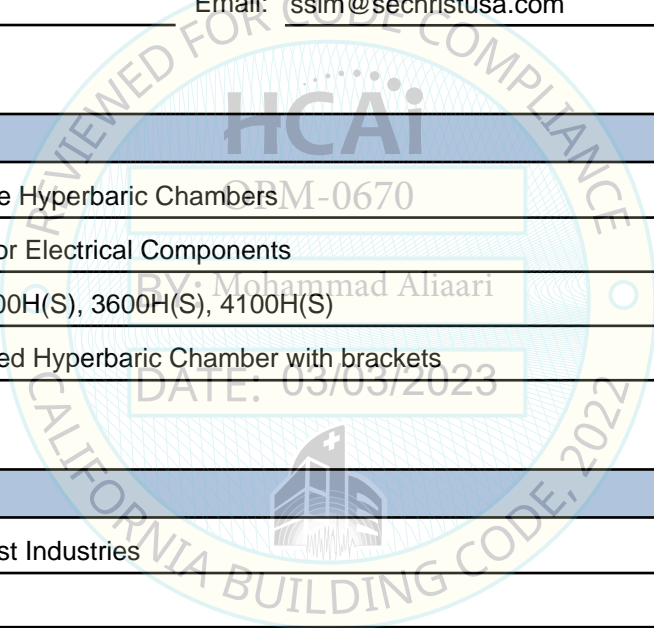 Email: ssim@sechristusa.com
REVIEWED FOR CODE COMPLIANCE
HCAi
e Hyperbaric Chambers
OPM-0670
or Electrical Components
BY: Mohammad Aliaari
00H(S), 3600H(S), 4100H(S)
ed Hyperbaric Chamber with brackets
DATE: 03/03/2023
st Industries
CALIFORNIA BUILDING CODE, 2022